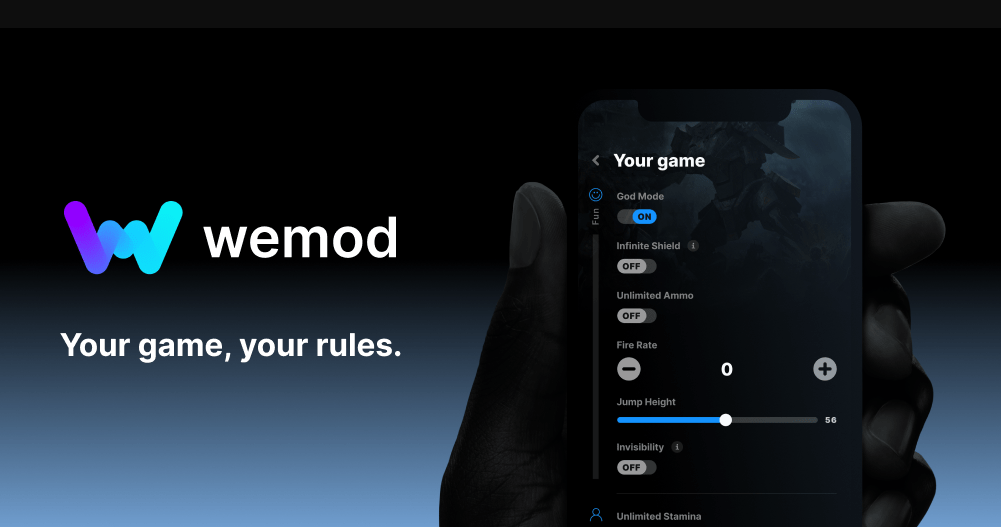 wemod
Your game, your rules.
Your game
Fun
God Mode
ON
Infinite Shield i
OFF
Unlimited Ammo
OFF
Fire Rate
0
Jump Height
56
Invisibility i
OFF
Unlimited Stamina